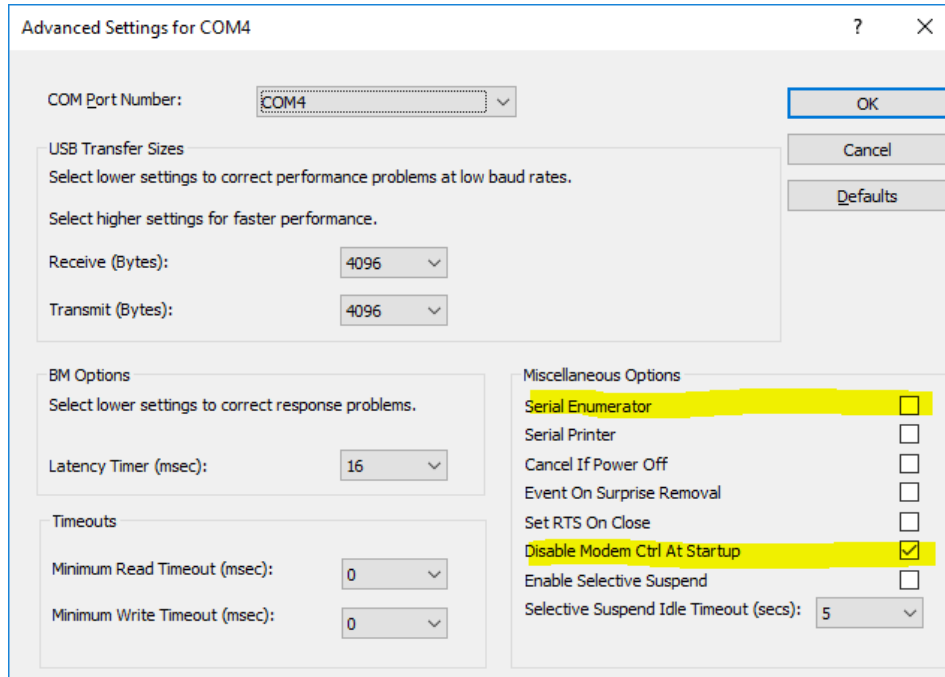 Advanced Settings for COM4
COM Port Number:
COM4
OK
Cancel
Defaults
USB Transfer Sizes
Select lower settings to correct performance problems at low baud rates.
Select higher settings for faster performance.
Receive (Bytes):
4096
Transmit (Bytes):
4096
BM Options
Select lower settings to correct response problems.
Latency Timer (msec):
16
Timeouts
Minimum Read Timeout (msec):
0
Minimum Write Timeout (msec):
0
Miscellaneous Options
Serial Enumerator
Serial Printer
Cancel If Power Off
Event On Surprise Removal
Set RTS On Close
Disable Modem Ctrl At Startup
Enable Selective Suspend
Selective Suspend Idle Timeout (secs):
5